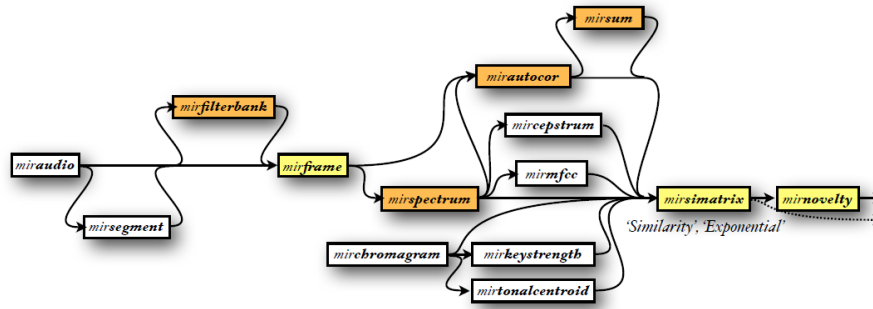 mirsum
mirautocor
mirfilterbank
mircepstrum
miraudio
mirframe
mirmfcc
mirspectrum
mirsimatrix
mirnovelty
mirsegment
'Similarity', 'Exponential'
mirchromagram
mirkeystrength
mirtonalcentroid